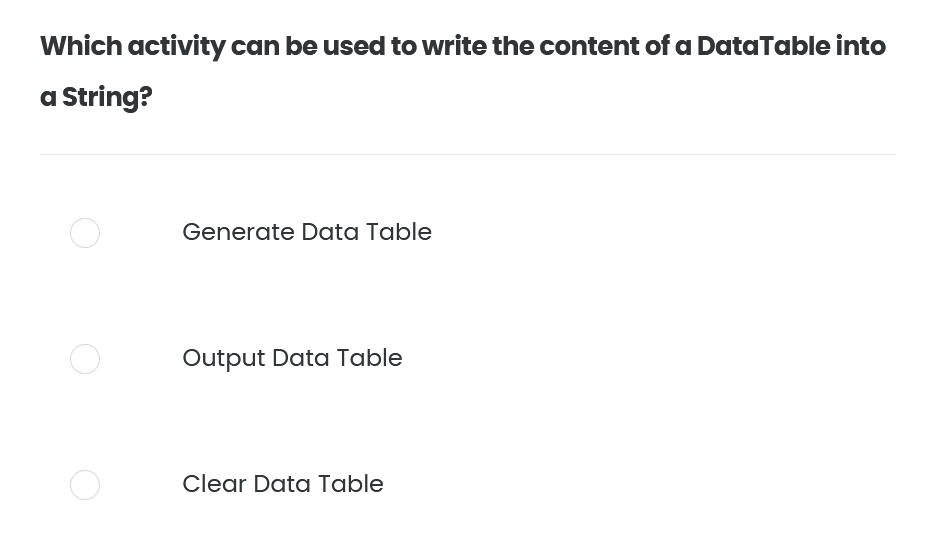 Which activity can be used to write the content of a DataTable into
a String?
Generate Data Table
Output Data Table
Clear Data Table